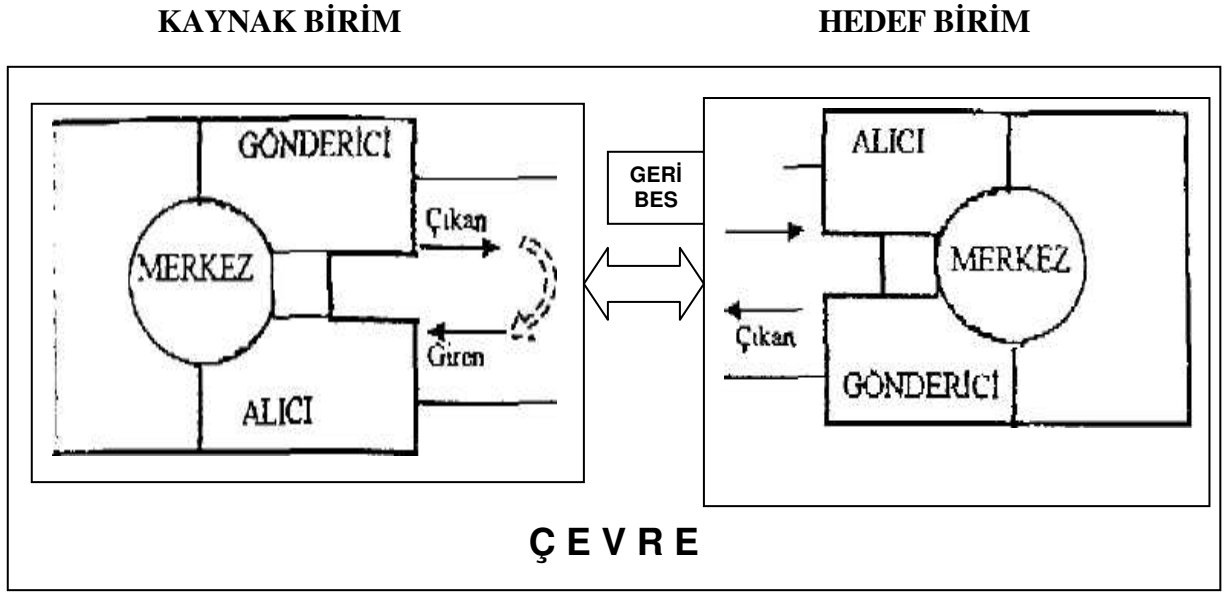 KAYNAK BİRİM
HEDEF BİRİM
GÖNDERİCİ
Çıkan
MERKEZ
Giren
ALICI
GERİ
BES
ALICI
MERKEZ
Çıkan
GÖNDERİCİ
Ç E V R E